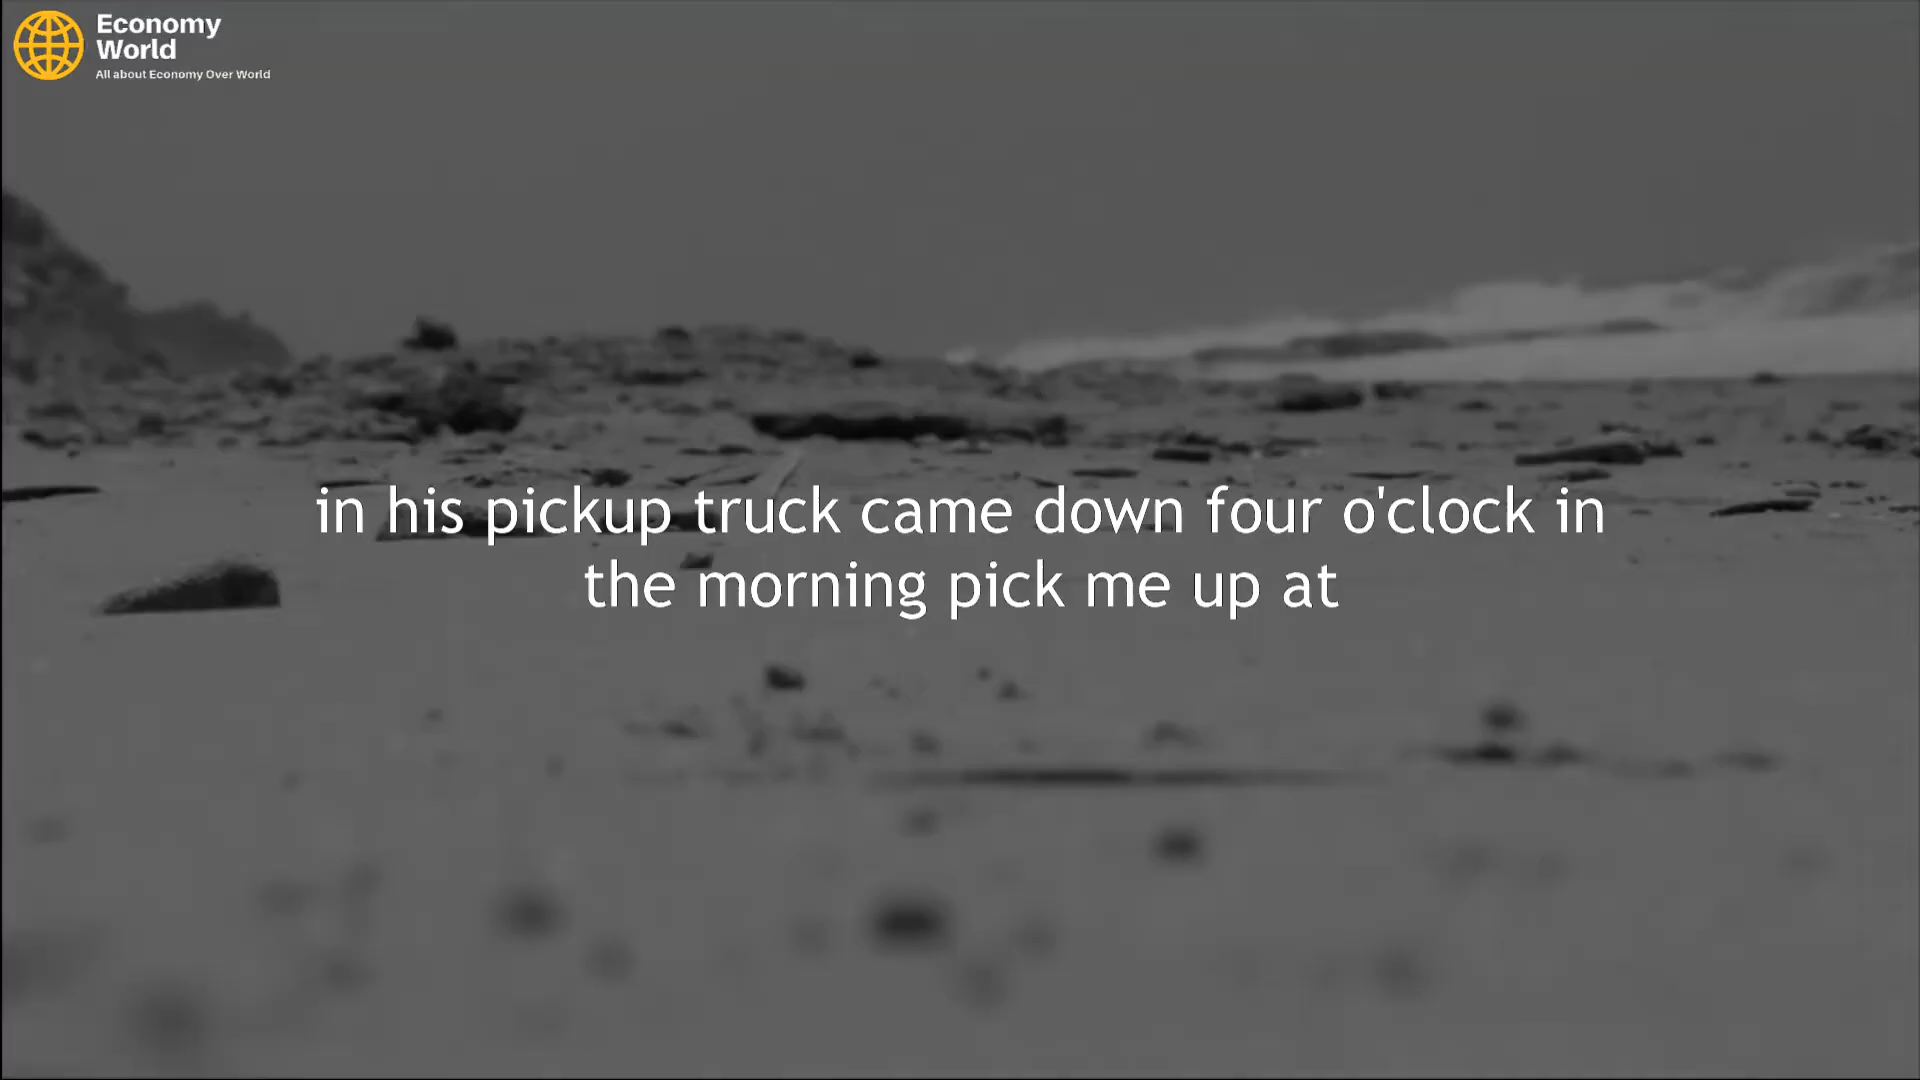 Economy
World
All about Economy Over World
in his pickup truck came down four o'clock in
the morning pick me up at